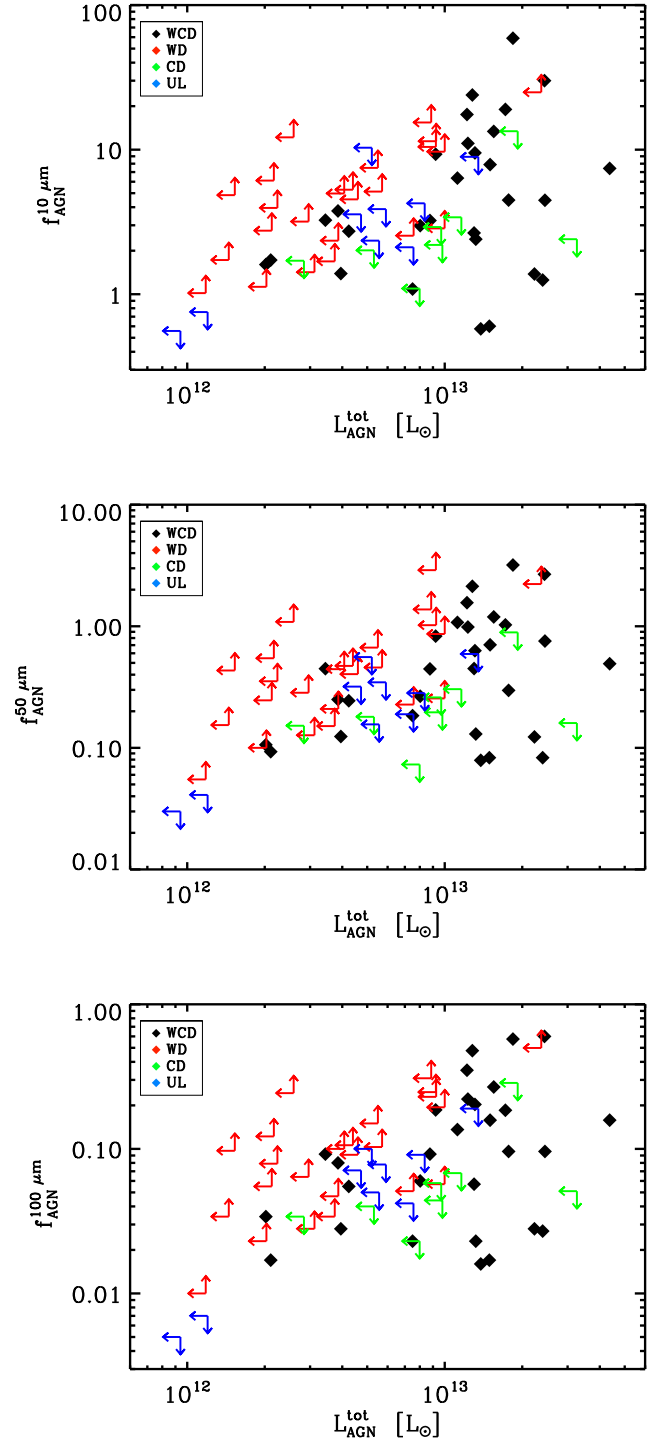 100
WCD
WD
CD
UL
10
1
f_AGN^10 μm
10^12
10^13
L_AGN^tot [L_⊙]
10.00
WCD
WD
CD
UL
1.00
0.10
0.01
f_AGN^50 μm
10^12
10^13
L_AGN^tot [L_⊙]
1.00
WCD
WD
CD
UL
0.10
0.01
f_AGN^100 μm
10^12
10^13
L_AGN^tot [L_⊙]